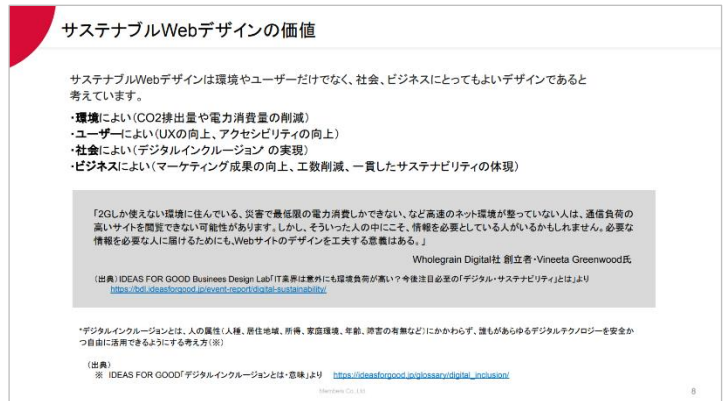 サステナブルWebデザインの価値
サステナブルWebデザインは環境やユーザーだけでなく、社会、ビジネスにとってもよいデザインであると
考えています。
・環境によい（CO2排出量や電力消費量の削減）
・ユーザーによい（UXの向上、アクセシビリティの向上）
・社会によい（デジタルインクルージョン*の実現）
・ビジネスによい（マーケティング成果の向上、工数削減、一貫したサステナビリティの体現）
「2Gしか使えない環境に住んでいる、災害で最低限の電力消費しかできない、など高速のネット環境が整っていない人は、通信負荷の
高いサイトを閲覧できない可能性があります。しかし、そういった人の中にこそ、情報を必要としている人がいるかもしれません。必要な
情報を必要な人に届けるためにも、Webサイトのデザインを工夫する意義はある。」
Wholegrain Digital社 創立者・Vineeta Greenwood氏
（出典）IDEAS FOR GOOD Businees Design Lab「IT業界は意外にも環境負荷が高い？今後注目必至の「デジタル・サステナビリティ」とは」より
https://bdl.ideasforgood.jp/event-report/digital-sustainability/
*デジタルインクルージョンとは、人の属性（人種、居住地域、所得、家庭環境、年齢、障害の有無など）にかかわらず、誰もがあらゆるデジタルテクノロジーを安全か
つ自由に活用できるようにする考え方（※）
（出典）
※ IDEAS FOR GOOD「デジタルインクルージョンとは・意味」より https://ideasforgood.jp/glossary/digital_inclusion/
Members Co.,Ltd.
8